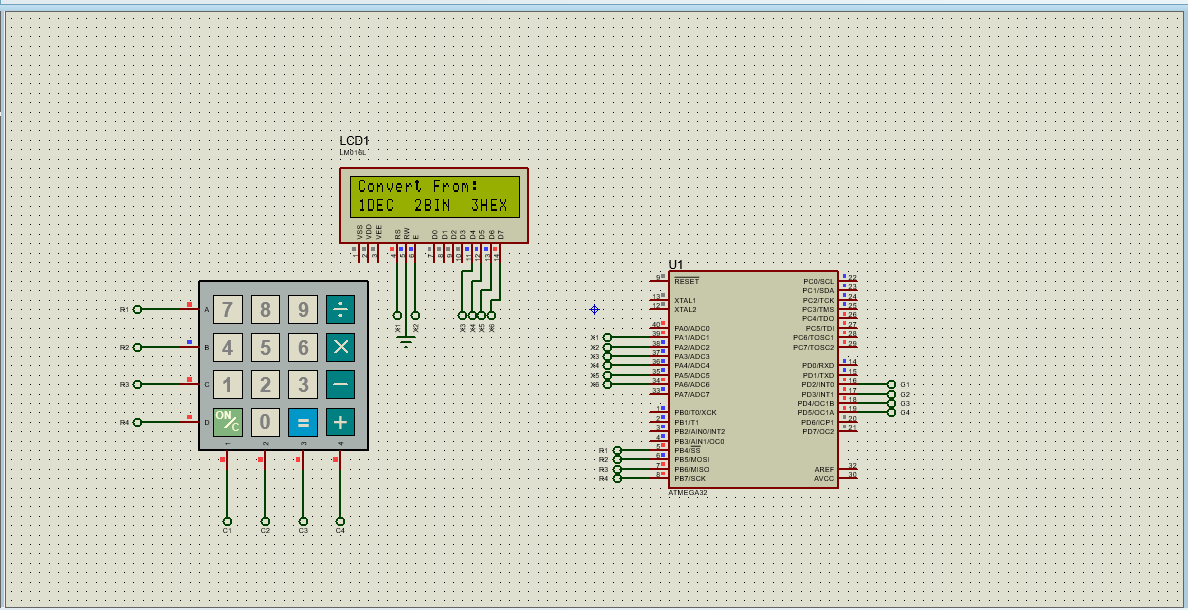 LCD1
LM016L
Convert From:
1DEC 2BIN 3HEX
VSS VDD VEE RS RW E D0 D1 D2 D3 D4 D5 D6 D7
1 2 3 4 5 6 7 8 9 10 11 12 13 14
X1 X2 X3 X4 X5 X6
R1 A 7 8 9 ÷
R2 B 4 5 6 ×
R3 C 1 2 3 −
R4 D ON/C 0 = +
1 2 3 4
C1 C2 C3 C4
U1
9 RESET PC0/SCL 22
PC1/SDA 23
13 XTAL1 PC2/TCK 24
12 XTAL2 PC3/TMS 25
PC4/TDO 26
40 PA0/ADC0 PC5/TDI 27
X1 39 PA1/ADC1 PC6/TOSC1 28
X2 38 PA2/ADC2 PC7/TOSC2 29
X3 37 PA3/ADC3
X4 36 PA4/ADC4 PD0/RXD 14
X5 35 PA5/ADC5 PD1/TXD 15
X6 34 PA6/ADC6 PD2/INT0 16 G1
33 PA7/ADC7 PD3/INT1 17 G2
PD4/OC1B 18 G3
1 PB0/T0/XCK PD5/OC1A 19 G4
2 PB1/T1 PD6/ICP1 20
3 PB2/AIN0/INT2 PD7/OC2 21
4 PB3/AIN1/OC0
R1 5 PB4/SS
R2 6 PB5/MOSI
R3 7 PB6/MISO AREF 32
R4 8 PB7/SCK AVCC 30
ATMEGA32